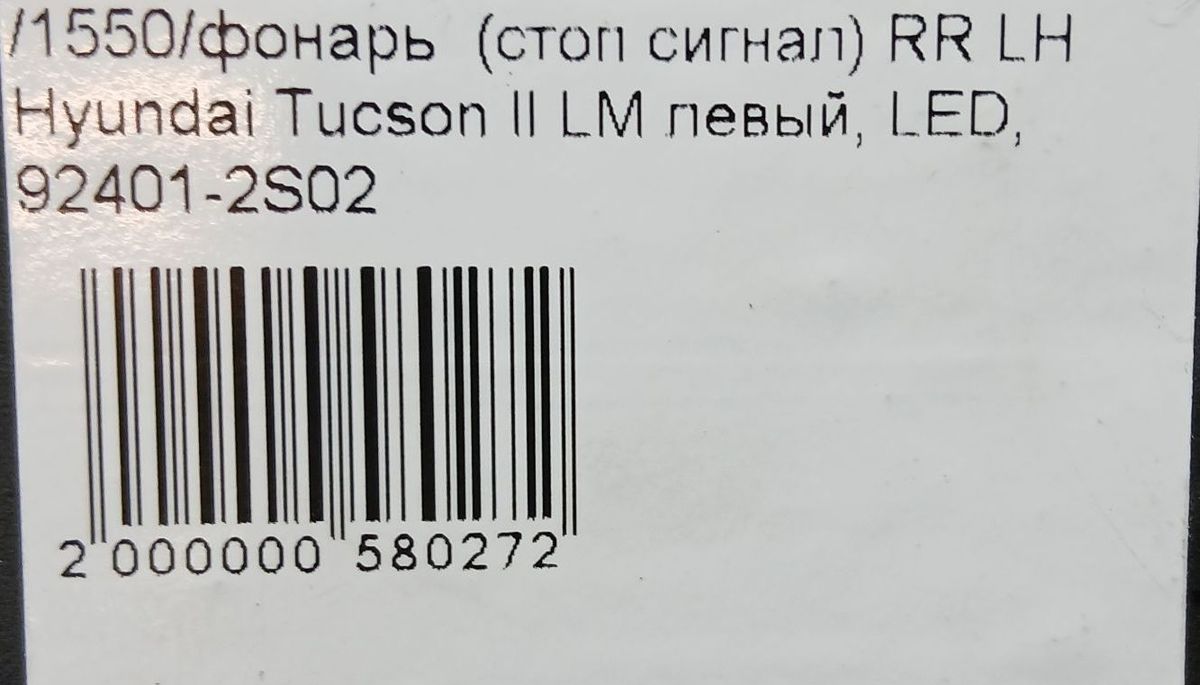 /1550/фонарь (стоп сигнал) RR LH
Hyundai Tucson II LM левый, LED,
92401-2S02
2 000000 580272